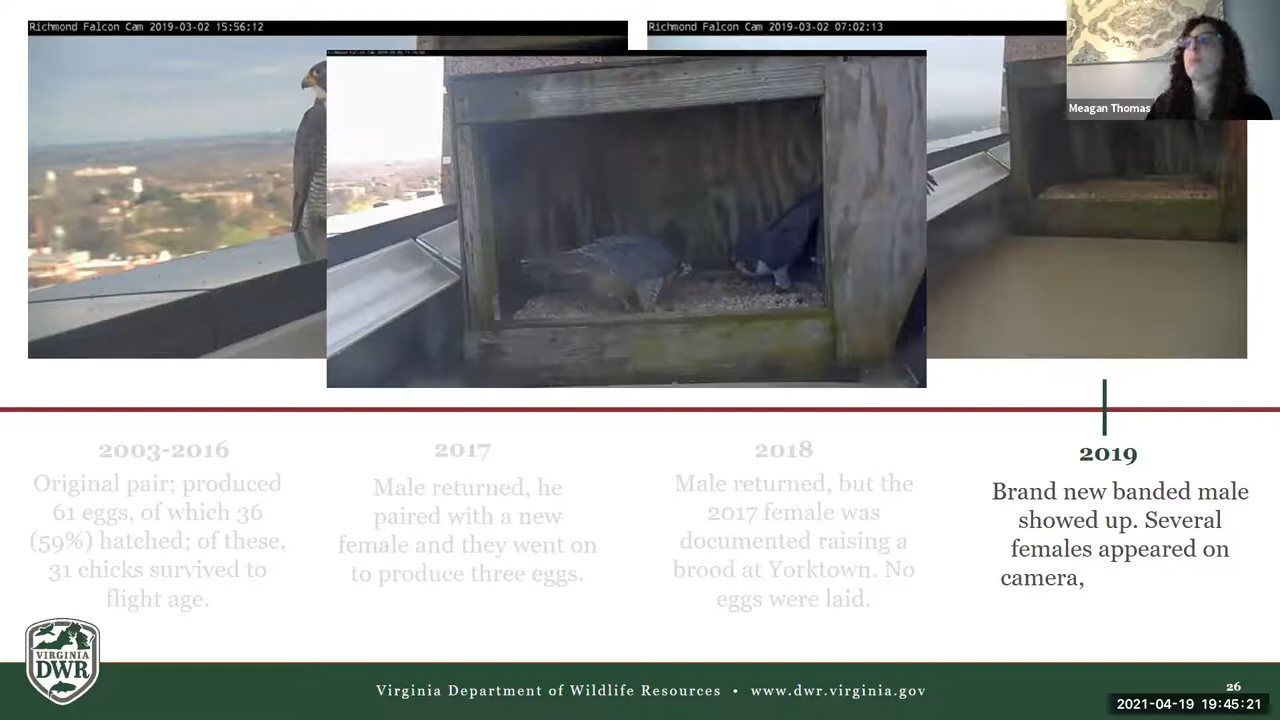 Richmond Falcon Cam 2019-03-02 15:56:12
Richmond Falcon Cam 2019-03-02 07:02:13
Meagan Thomas
2003-2016
Original pair; produced
61 eggs, of which 36
(59%) hatched; of these,
31 chicks survived to
flight age.
2017
Male returned, he
paired with a new
female and they went on
to produce three eggs.
2018
Male returned, but the
2017 female was
documented raising a
brood at Yorktown. No
eggs were laid.
2019
Brand new banded male
showed up. Several
females appeared on
camera,
VIRGINIA
DWR
Virginia Department of Wildlife Resources • www.dwr.virginia.gov
26
2021-04-19 19:45:21